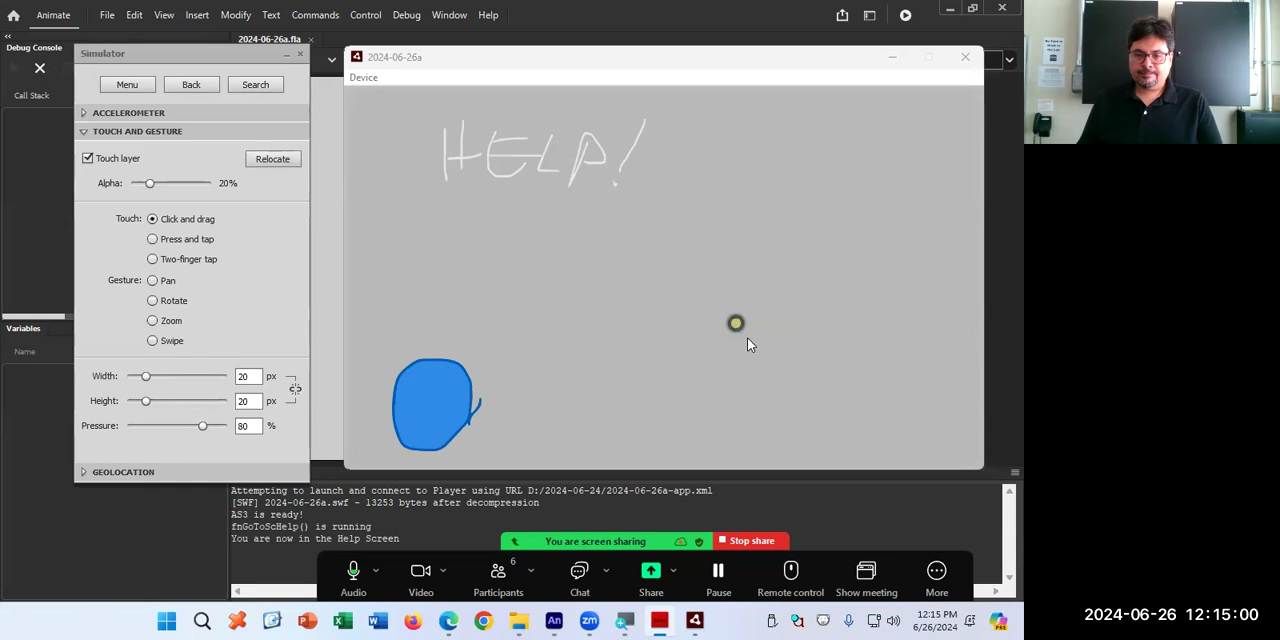 Animate File Edit View Insert Modify Text Commands Control Debug Window Help
Debug Console
2024-06-26a.fla
Simulator
2024-06-26a
Device
Menu Back Search
Call Stack
ACCELEROMETER
TOUCH AND GESTURE
HELP!
Touch layer Relocate
Alpha: 20%
Touch: Click and drag
Press and tap
Two-finger tap
Gesture: Pan
Rotate
Zoom
Swipe
Variables
Name
Width: 20 px
Height: 20 px
Pressure: 80 %
GEOLOCATION
Attempting to launch and connect to Player using URL D:/2024-06-24/2024-06-26a-app.xml
[SWF] 2024-06-26a.swf - 13253 bytes after decompression
AS3 is ready!
fnGoToScHelp() is running
You are now in the Help Screen
You are screen sharing Stop share
6
Audio Video Participants Chat Share Pause Remote control Show meeting More
12:15 PM
6/26/2024
2024-06-26 12:15:00